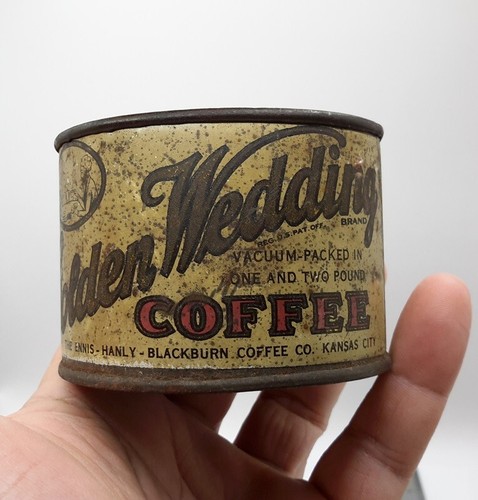 olden Wedding
REG. U.S. PAT. OFF. BRAND
VACUUM-PACKED IN
ONE AND TWO POUND
COFFEE
THE ENNIS-HANLY-BLACKBURN COFFEE CO. KANSAS CITY